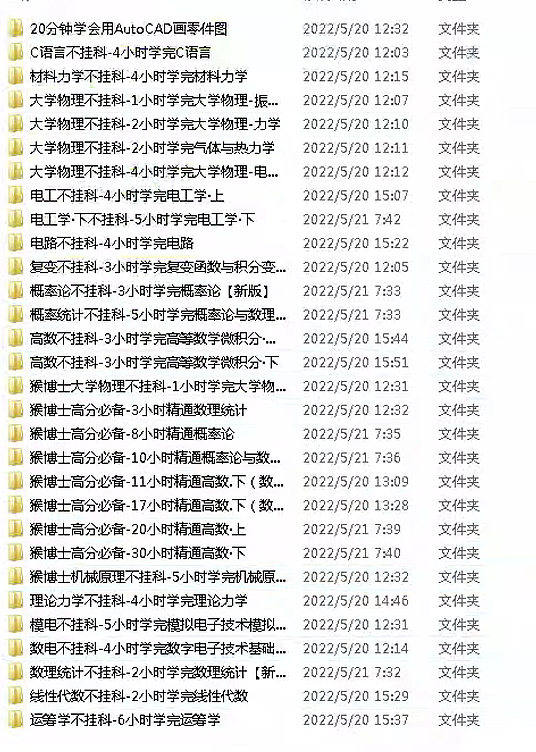 20分钟学会用AutoCAD画零件图 2022/5/20 12:32 文件夹
C语言不挂科-4小时学完C语言 2022/5/20 12:03 文件夹
材料力学不挂科-4小时学完材料力学 2022/5/20 12:15 文件夹
大学物理不挂科-1小时学完大学物理-振... 2022/5/20 12:07 文件夹
大学物理不挂科-2小时学完大学物理-力学 2022/5/20 12:10 文件夹
大学物理不挂科-2小时学完气体与热力学 2022/5/20 12:11 文件夹
大学物理不挂科-4小时学完大学物理-电... 2022/5/20 12:12 文件夹
电工不挂科-4小时学完电工学·上 2022/5/20 15:07 文件夹
电工学·下不挂科-5小时学完电工学·下 2022/5/21 7:42 文件夹
电路不挂科-4小时学完电路 2022/5/20 15:22 文件夹
复变不挂科-3小时学完复变函数与积分变... 2022/5/20 12:05 文件夹
概率论不挂科-3小时学完概率论【新版】 2022/5/21 7:33 文件夹
概率统计不挂科-5小时学完概率论与数理... 2022/5/21 7:33 文件夹
高数不挂科-3小时学完高等数学微积分·... 2022/5/20 15:44 文件夹
高数不挂科-3小时学完高等数学微积分·下 2022/5/20 15:51 文件夹
猴博士大学物理不挂科-1小时学完大学物... 2022/5/20 12:31 文件夹
猴博士高分必备-3小时精通数理统计 2022/5/20 12:32 文件夹
猴博士高分必备-8小时精通概率论 2022/5/21 7:35 文件夹
猴博士高分必备-10小时精通概率论与数... 2022/5/21 7:36 文件夹
猴博士高分必备-11小时精通高数.下（数... 2022/5/20 13:09 文件夹
猴博士高分必备-17小时精通高数.下（数... 2022/5/20 13:28 文件夹
猴博士高分必备-20小时精通高数·上 2022/5/21 7:39 文件夹
猴博士高分必备-30小时精通高数·下 2022/5/21 7:40 文件夹
猴博士机械原理不挂科-5小时学完机械原... 2022/5/20 12:32 文件夹
理论力学不挂科-4小时学完理论力学 2022/5/20 14:46 文件夹
模电不挂科-5小时学完模拟电子技术模拟... 2022/5/20 12:31 文件夹
数电不挂科-4小时学完数字电子技术基础... 2022/5/20 12:14 文件夹
数理统计不挂科-2小时学完数理统计【新... 2022/5/21 7:32 文件夹
线性代数不挂科-2小时学完线性代数 2022/5/20 15:29 文件夹
运筹学不挂科-6小时学完运筹学 2022/5/20 15:37 文件夹